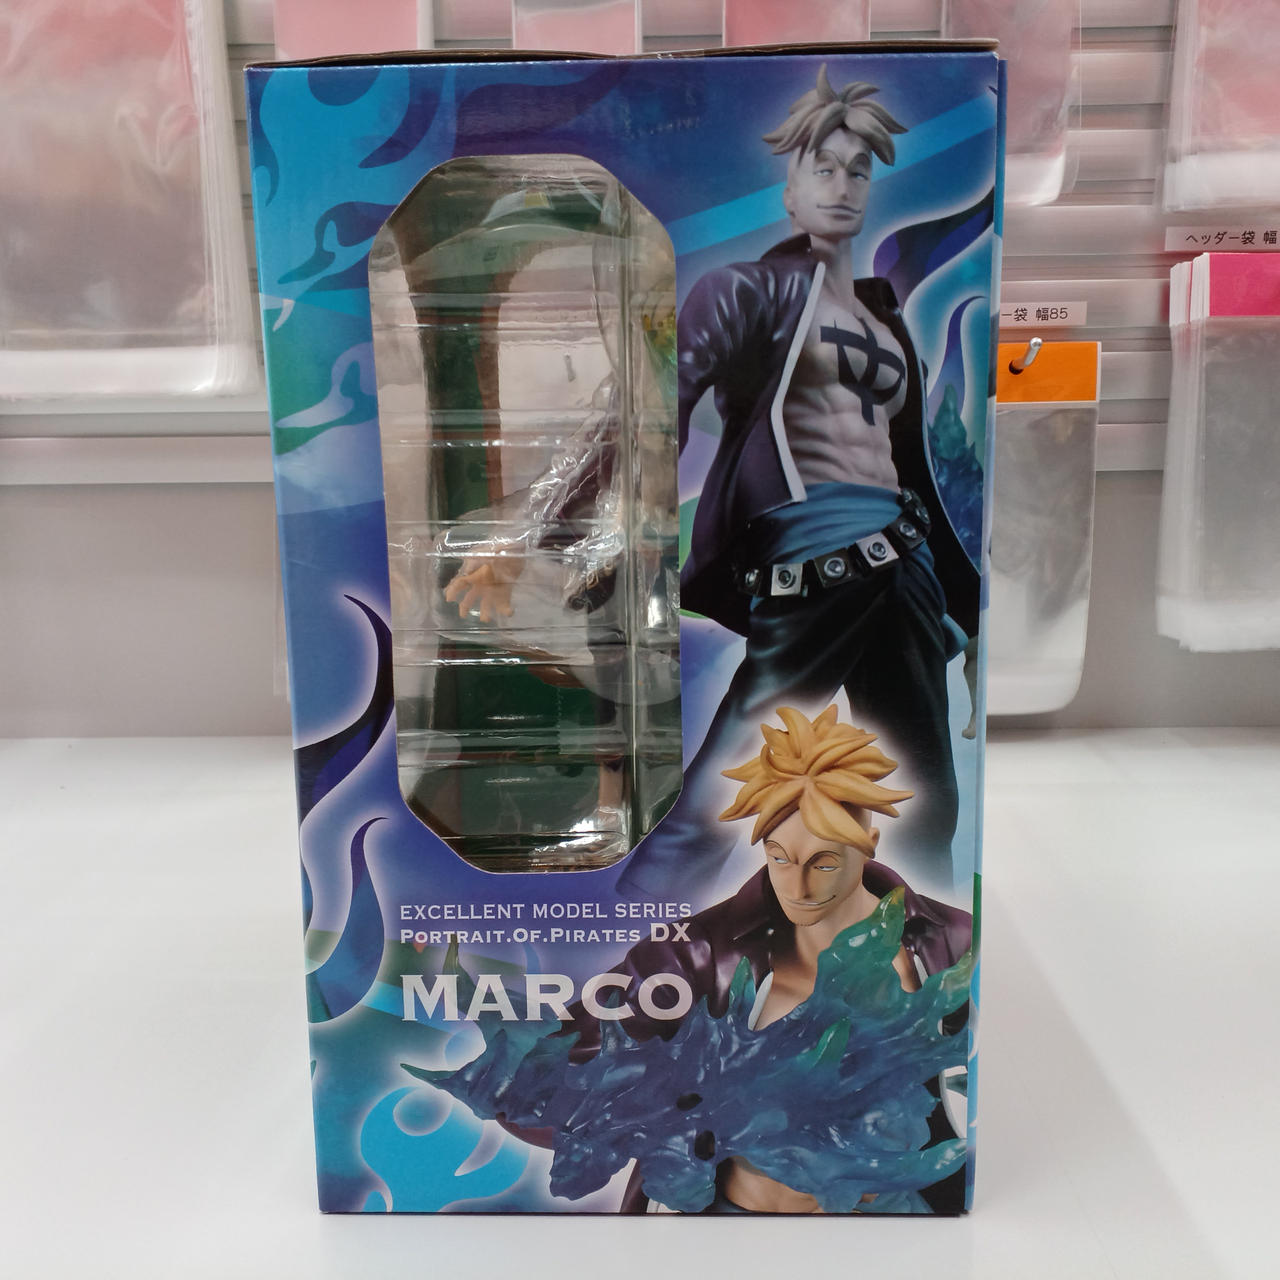 ヘッダー袋 幅
ー袋 幅85
EXCELLENT MODEL SERIES
PORTRAIT.OF.PIRATES DX
MARCO